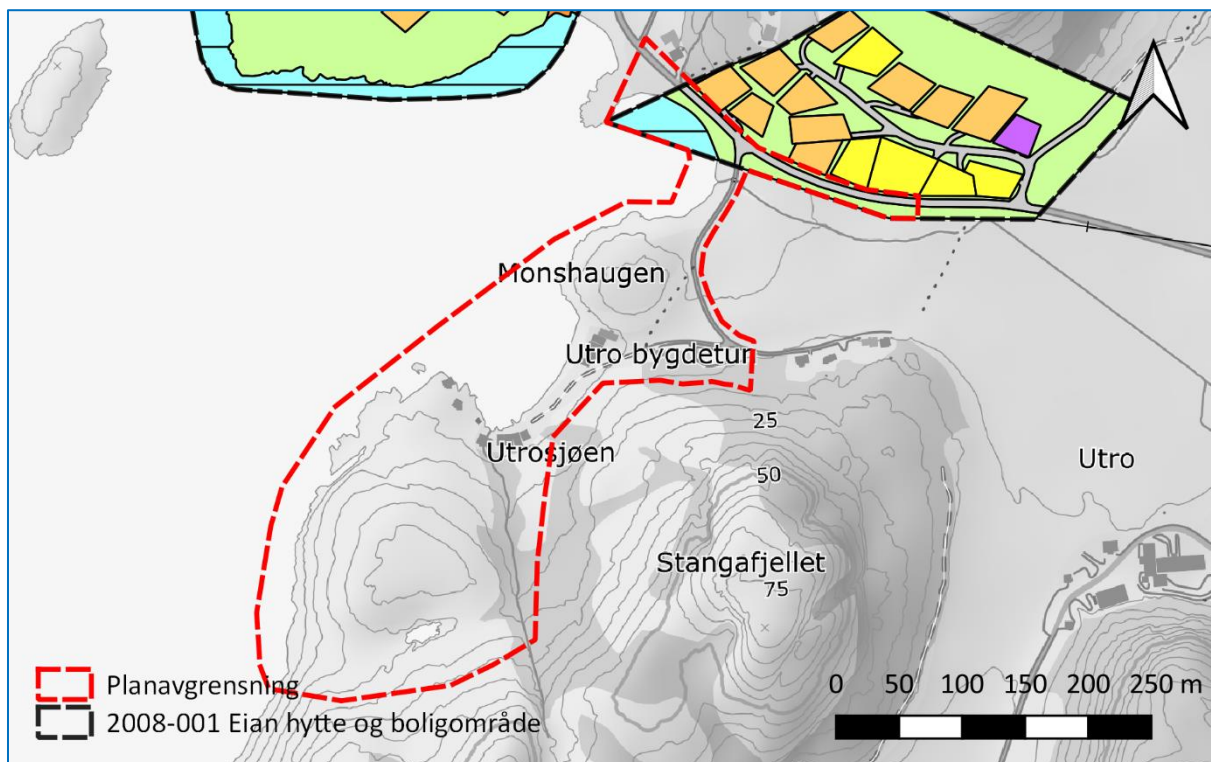 Monshaugen
Utro bygdetun
Utrosjøen
25
50
Utro
Stangafjellet
75
Planavgrensning
2008-001 Eian hytte og boligområde
0 50 100 150 200 250 m